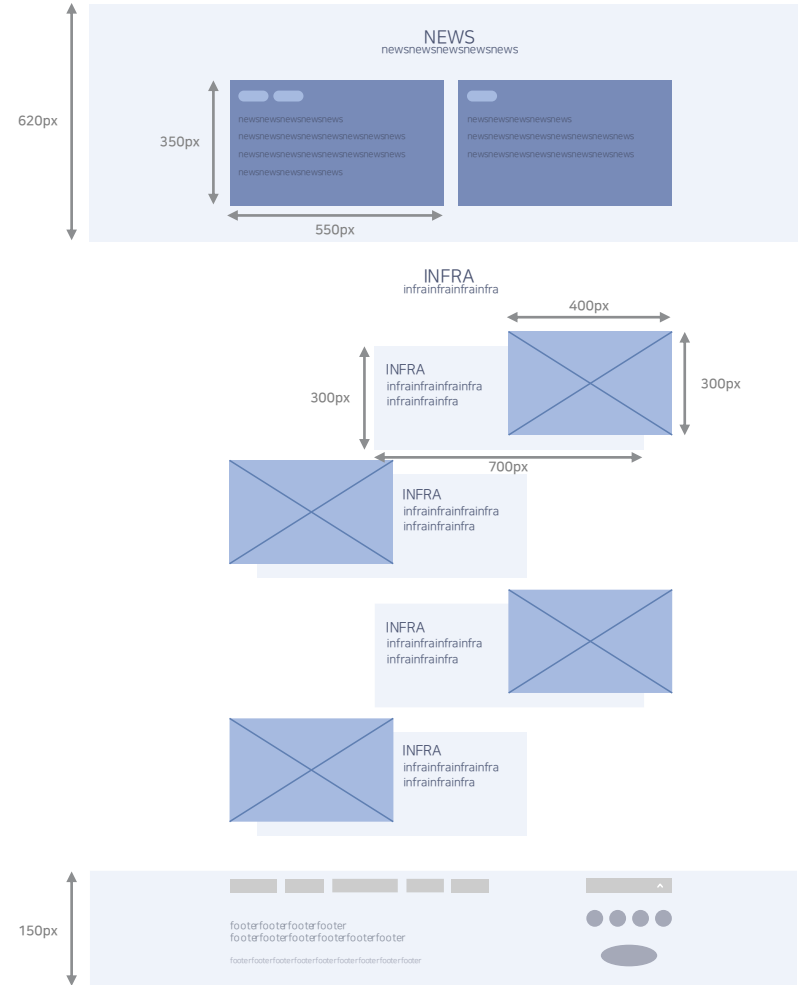 NEWS
newsnewsnewsnewsnews
620px
350px
newsnewsnewsnewsnews
newsnewsnewsnewsnewsnewsnewsnews
newsnewsnewsnewsnewsnewsnewsnews
newsnewsnewsnewsnews
newsnewsnewsnewsnews
newsnewsnewsnewsnewsnewsnewsnews
newsnewsnewsnewsnewsnewsnewsnews
550px
INFRA
infrainfrainfrainfra
400px
300px
INFRA
infrainfrainfrainfra
infrainfrainfra
300px
700px
INFRA
infrainfrainfrainfra
infrainfrainfra
INFRA
infrainfrainfrainfra
infrainfrainfra
INFRA
infrainfrainfrainfra
infrainfrainfra
150px
footerfooterfooterfooter
footerfooterfooterfooterfooterfooter
footerfooterfooterfooterfooterfooterfooterfooterfooter